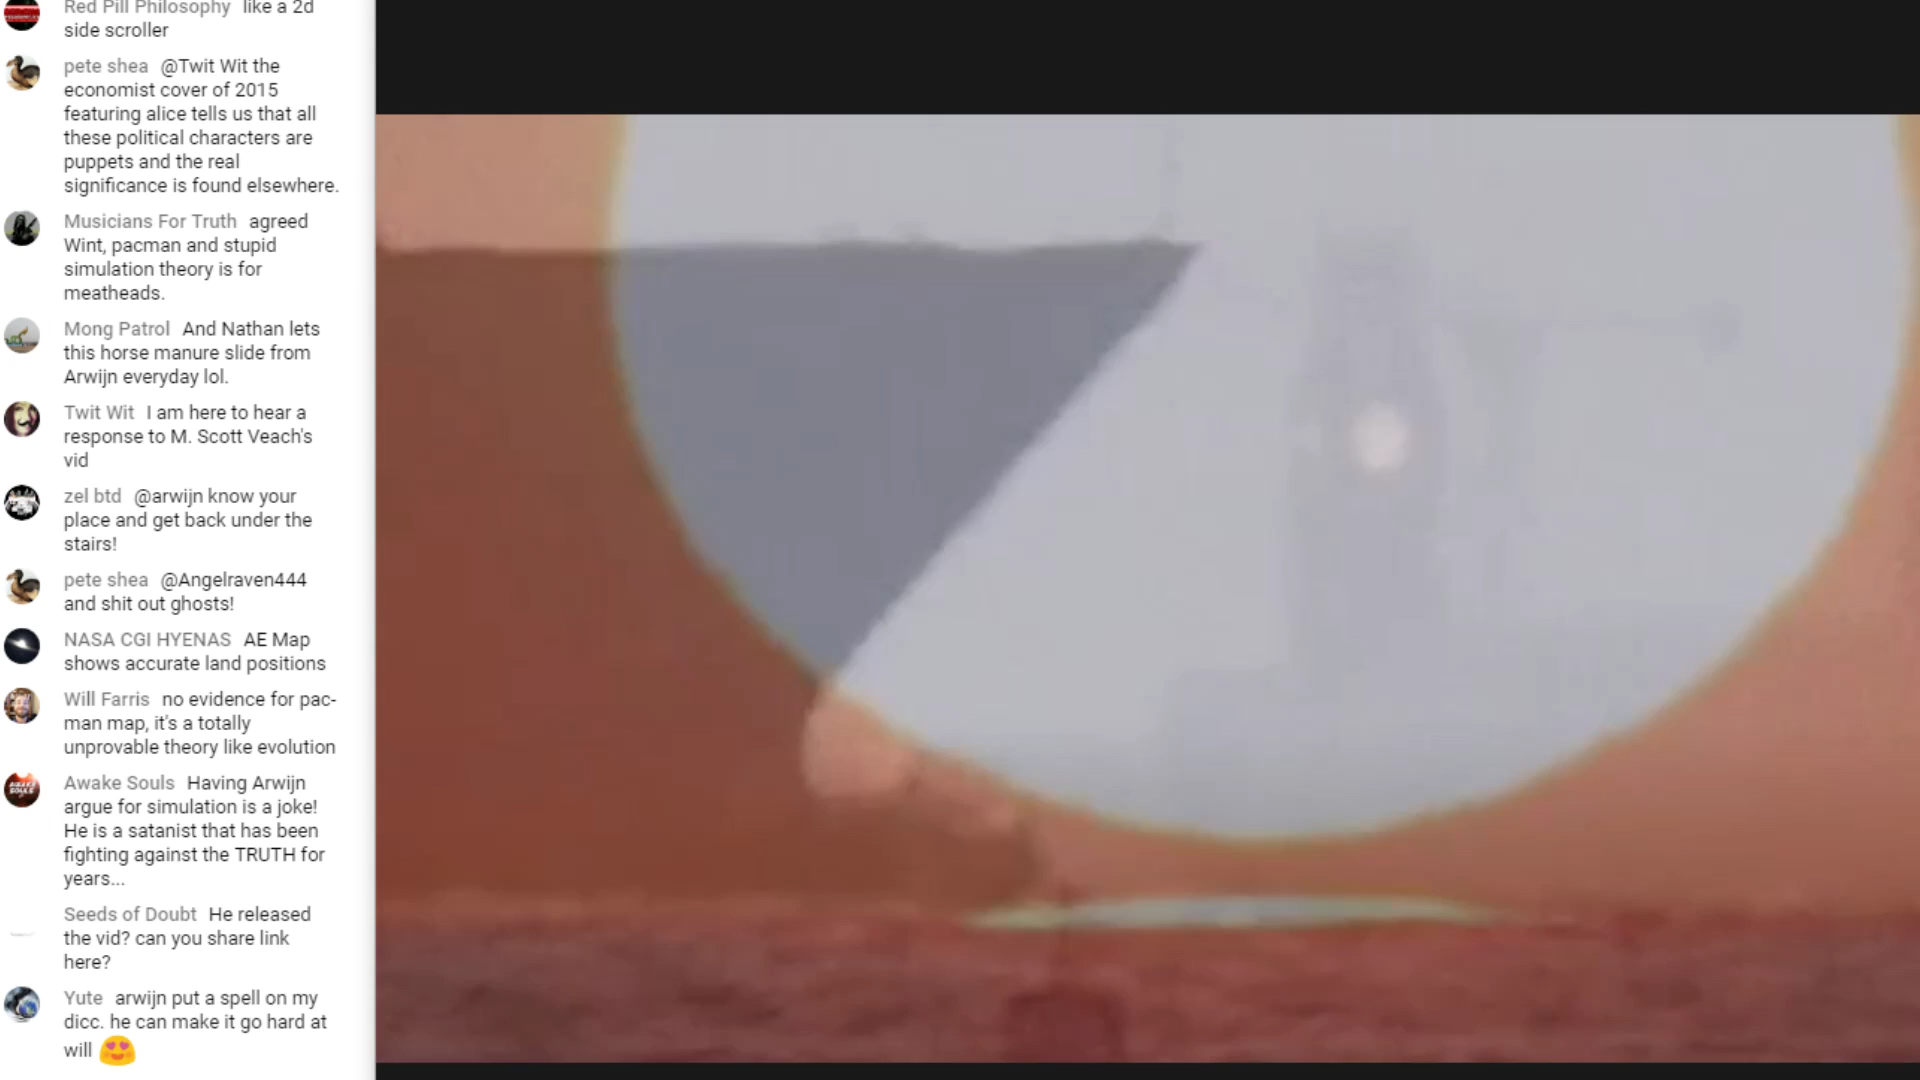 Red Pill Philosophy like a 2d
side scroller
pete shea @Twit Wit the
economist cover of 2015
featuring alice tells us that all
these political characters are
puppets and the real
significance is found elsewhere.
Musicians For Truth agreed
Wint, pacman and stupid
simulation theory is for
meatheads.
Mong Patrol And Nathan lets
this horse manure slide from
Arwijn everyday lol.
Twit Wit I am here to hear a
response to M. Scott Veach's
vid
zel btd @arwijn know your
place and get back under the
stairs!
pete shea @Angelraven444
and shit out ghosts!
NASA CGI HYENAS AE Map
shows accurate land positions
Will Farris no evidence for pac-
man map, it's a totally
unprovable theory like evolution
Awake Souls Having Arwijn
argue for simulation is a joke!
He is a satanist that has been
fighting against the TRUTH for
years...
Seeds of Doubt He released
the vid? can you share link
here?
Yute arwijn put a spell on my
dicc. he can make it go hard at
will 😍